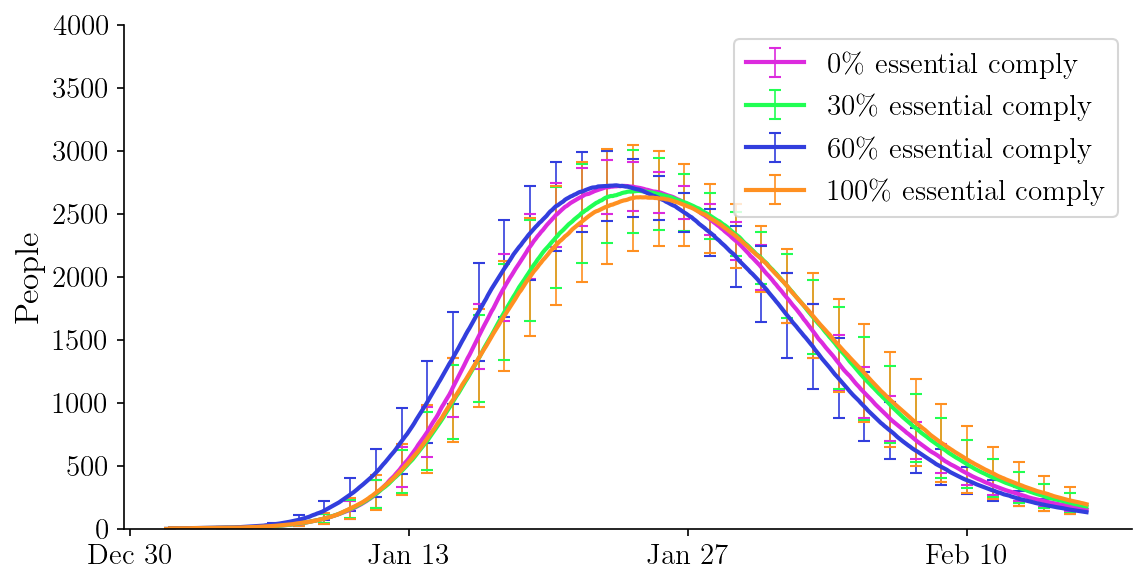 4000
3500
3000
2500
2000
1500
1000
500
0
People
0% essential comply
30% essential comply
60% essential comply
100% essential comply
Dec 30
Jan 13
Jan 27
Feb 10